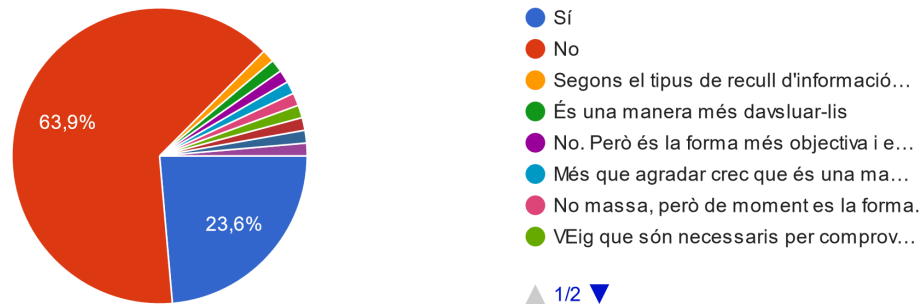 63,9%
23,6%
Sí
No
Segons el tipus de recull d'informació…
És una manera més davsluar-lis
No. Però és la forma més objectiva i e…
Més que agradar crec que és una ma…
No massa, però de moment es la forma.
VEig que són necessaris per comprov…
1/2